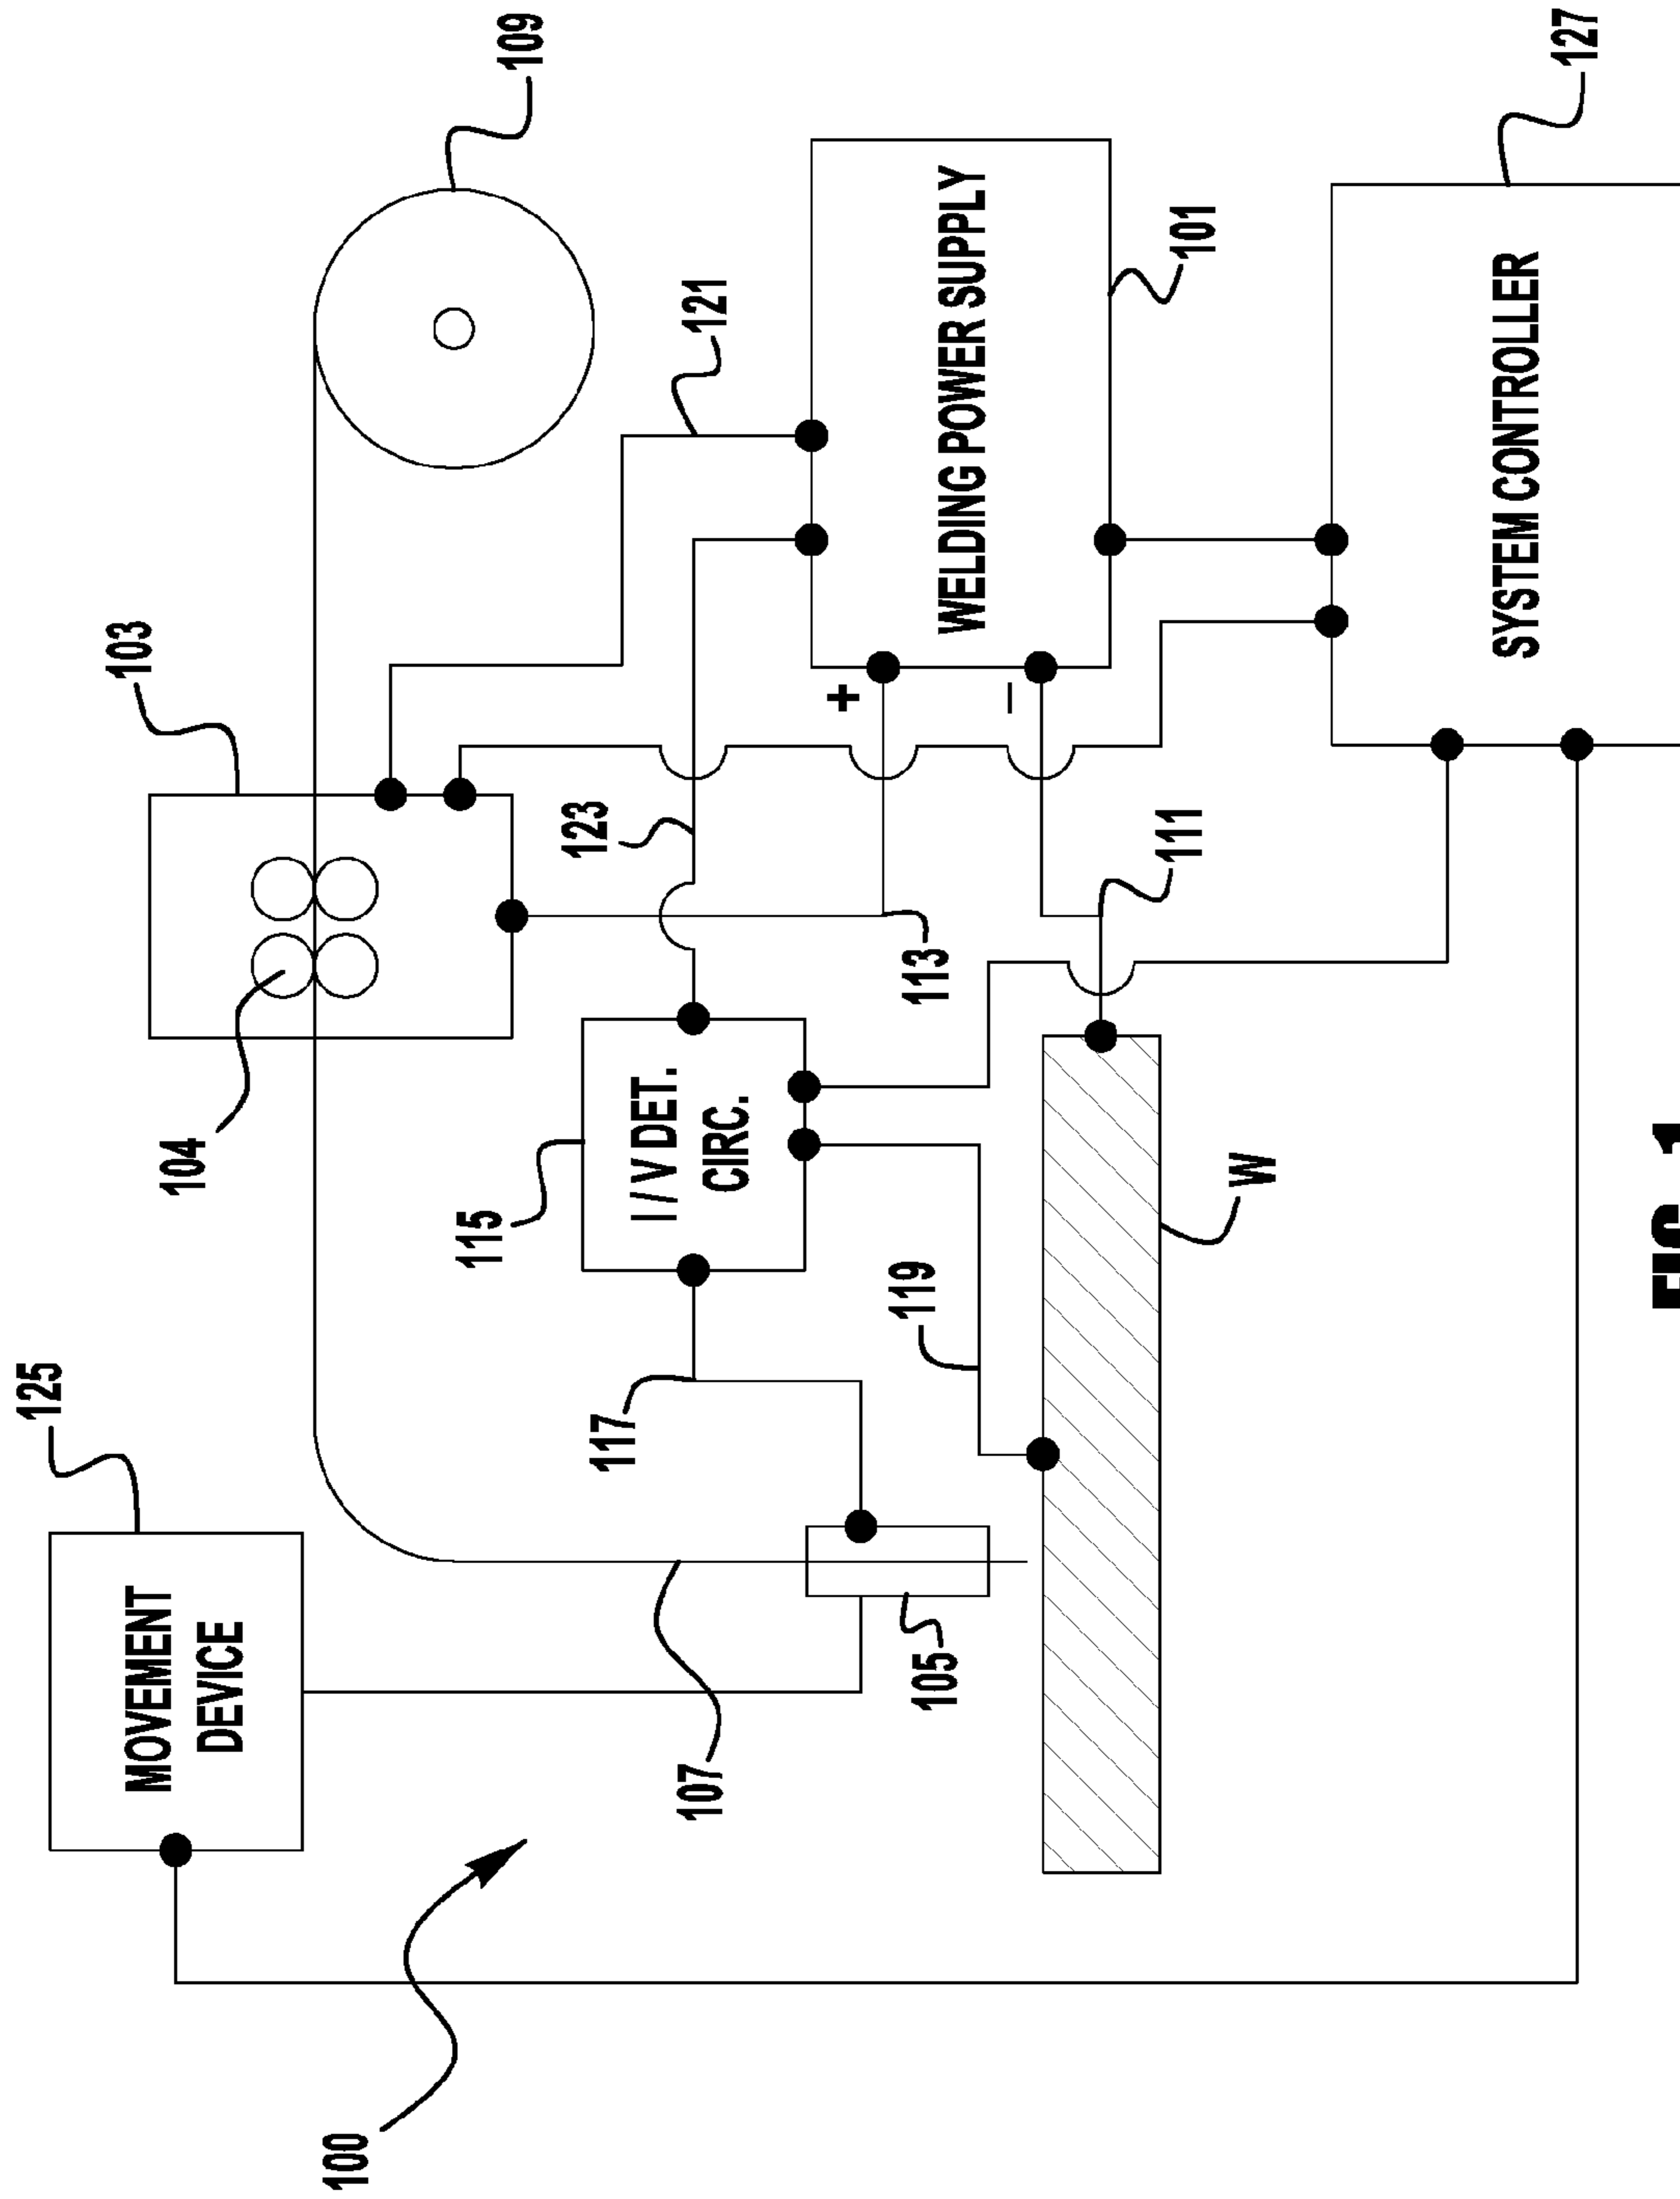 125
103
MOVEMENT
DEVICE
104
100
115
109
123
117
I / V DET.
CIRC.
107
121
+
119
113
105
WELDING POWER SUPPLY
–
111
101
W
SYSTEM CONTROLLER
127